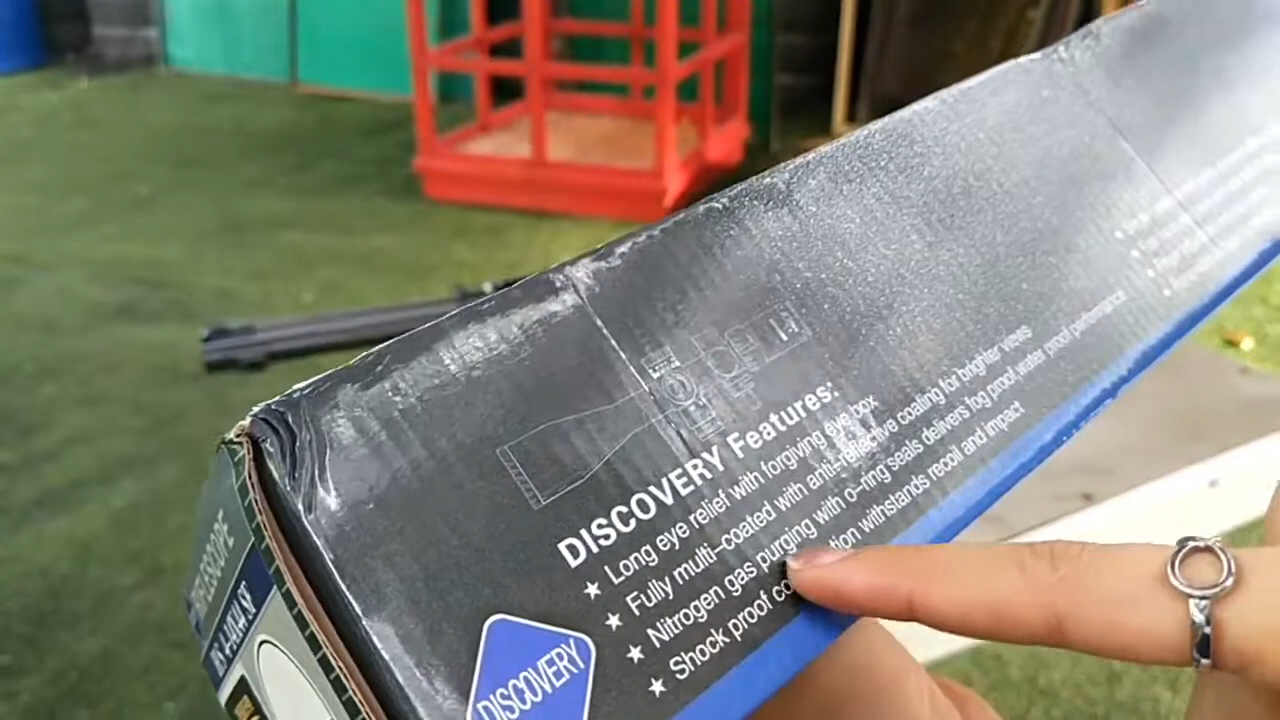 DISCOVERY Features:
★ Long eye relief with forgiving eye box
★ Fully multi-coated with anti-reflective coating for brighter views
★ Nitrogen gas purging with o-ring seals delivers fog proof water proof performance
★ Shock proof co tion withstands recoil and impact
DISCOVERY